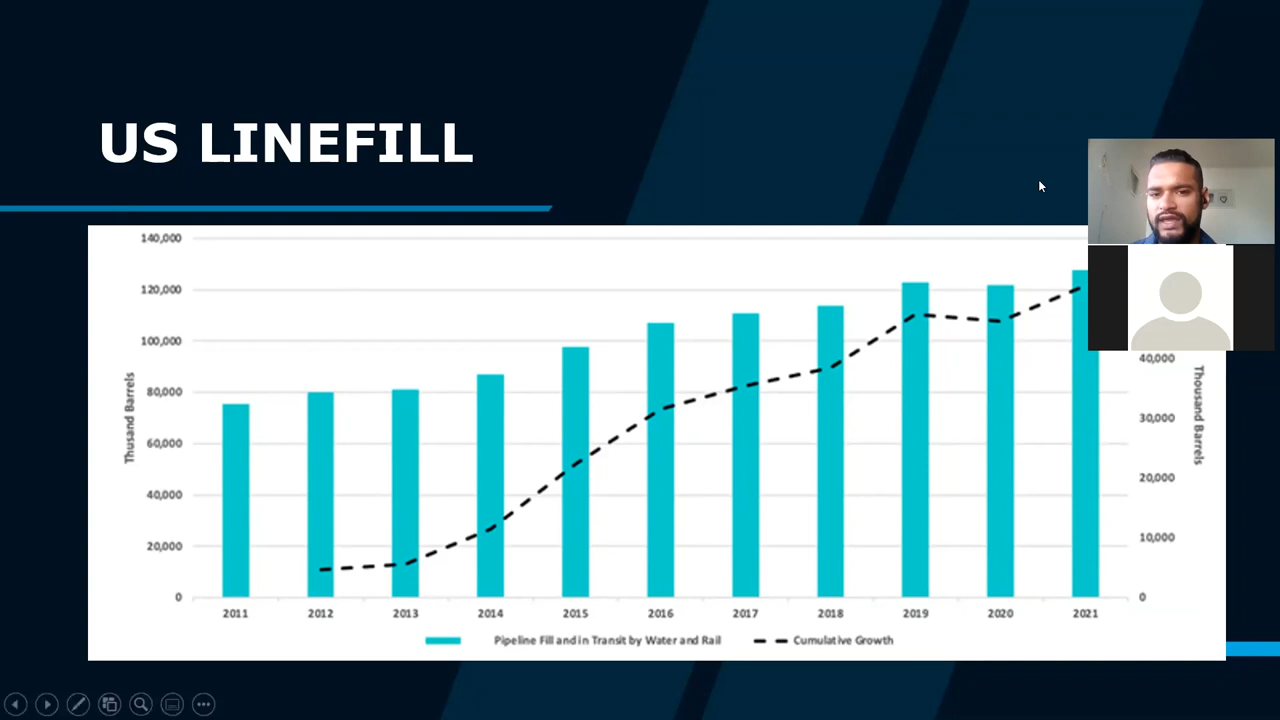 US LINEFILL
140,000
120,000
100,000
80,000
60,000
40,000
20,000
0
Thusand Barrels
40,000
30,000
20,000
10,000
0
Thousand Barrels
2011 2012 2013 2014 2015 2016 2017 2018 2019 2020 2021
Pipeline Fill and in Transit by Water and Rail Cumulative Growth